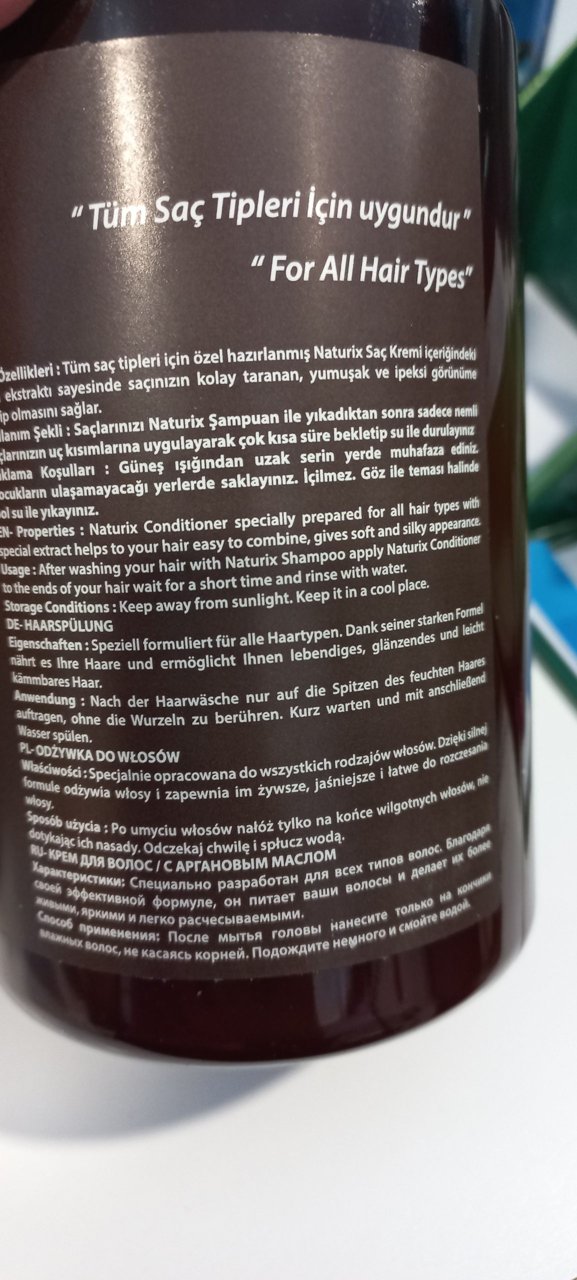 “ Tüm Saç Tipleri İçin uygundur”
“ For All Hair Types”
Özellikleri : Tüm saç tipleri için özel hazırlanmış Naturix Saç Kremi içeriğindeki
ekstraktı sayesinde saçınızın kolay taranan, yumuşak ve ipeksi görünüme
olmasını sağlar.
Şekli : Saçlarınızı Naturix Şampuan ile yıkadıktan sonra sadece nemli
uç kısımlarına uygulayarak çok kısa süre bekletip su ile durulayınız
Koşulları : Güneş ışığından uzak serin yerde muhafaza ediniz.
ulaşamayacağı yerlerde saklayınız. İçilmez. Göz ile teması halinde
su ile yıkayınız.
EN- Properties : Naturix Conditioner specially prepared for all hair types with
special extract helps to your hair easy to combine, gives soft and silky appearance.
Usage : After washing your hair with Naturix Shampoo apply Naturix Conditioner
to the ends of your hair wait for a short time and rinse with water.
Storage Conditions : Keep away from sunlight. Keep it in a cool place.
DE- HAARSPÜLUNG
Eigenschaften : Speziell formuliert für alle Haartypen. Dank seiner starken Formel
nährt es Ihre Haare und ermöglicht Ihnen lebendiges, glänzendes und leicht
kämmbares Haar.
Anwendung : Nach der Haarwäsche nur auf die Spitzen des feuchten Haares
auftragen, ohne die Wurzeln zu berühren. Kurz warten und mit anschließend
Wasser spülen.
PL- ODŻYWKA DO WŁOSÓW
Właściwości : Specjalnie opracowana do wszystkich rodzajów włosów. Dzięki silnej
formule odżywia włosy i zapewnia im żywsze, jaśniejsze i łatwe do rozczesania
włosy.
Sposób użycia : Po umyciu włosów nałóż tylko na końce wilgotnych włosów, nie
dotykając ich nasady. Odczekaj chwilę i spłucz wodą.
RU- КРЕМ ДЛЯ ВОЛОС / С АРГАНОВЫМ МАСЛОМ
Характеристики: Специально разработан для всех типов волос. Благодаря
своей эффективной формуле, он питает ваши волосы и делает их более
живыми, яркими и легко расчесываемыми.
Способ применения: После мытья головы нанесите только на кончики
влажных волос, не касаясь корней. Подождите немного и смойте водой.